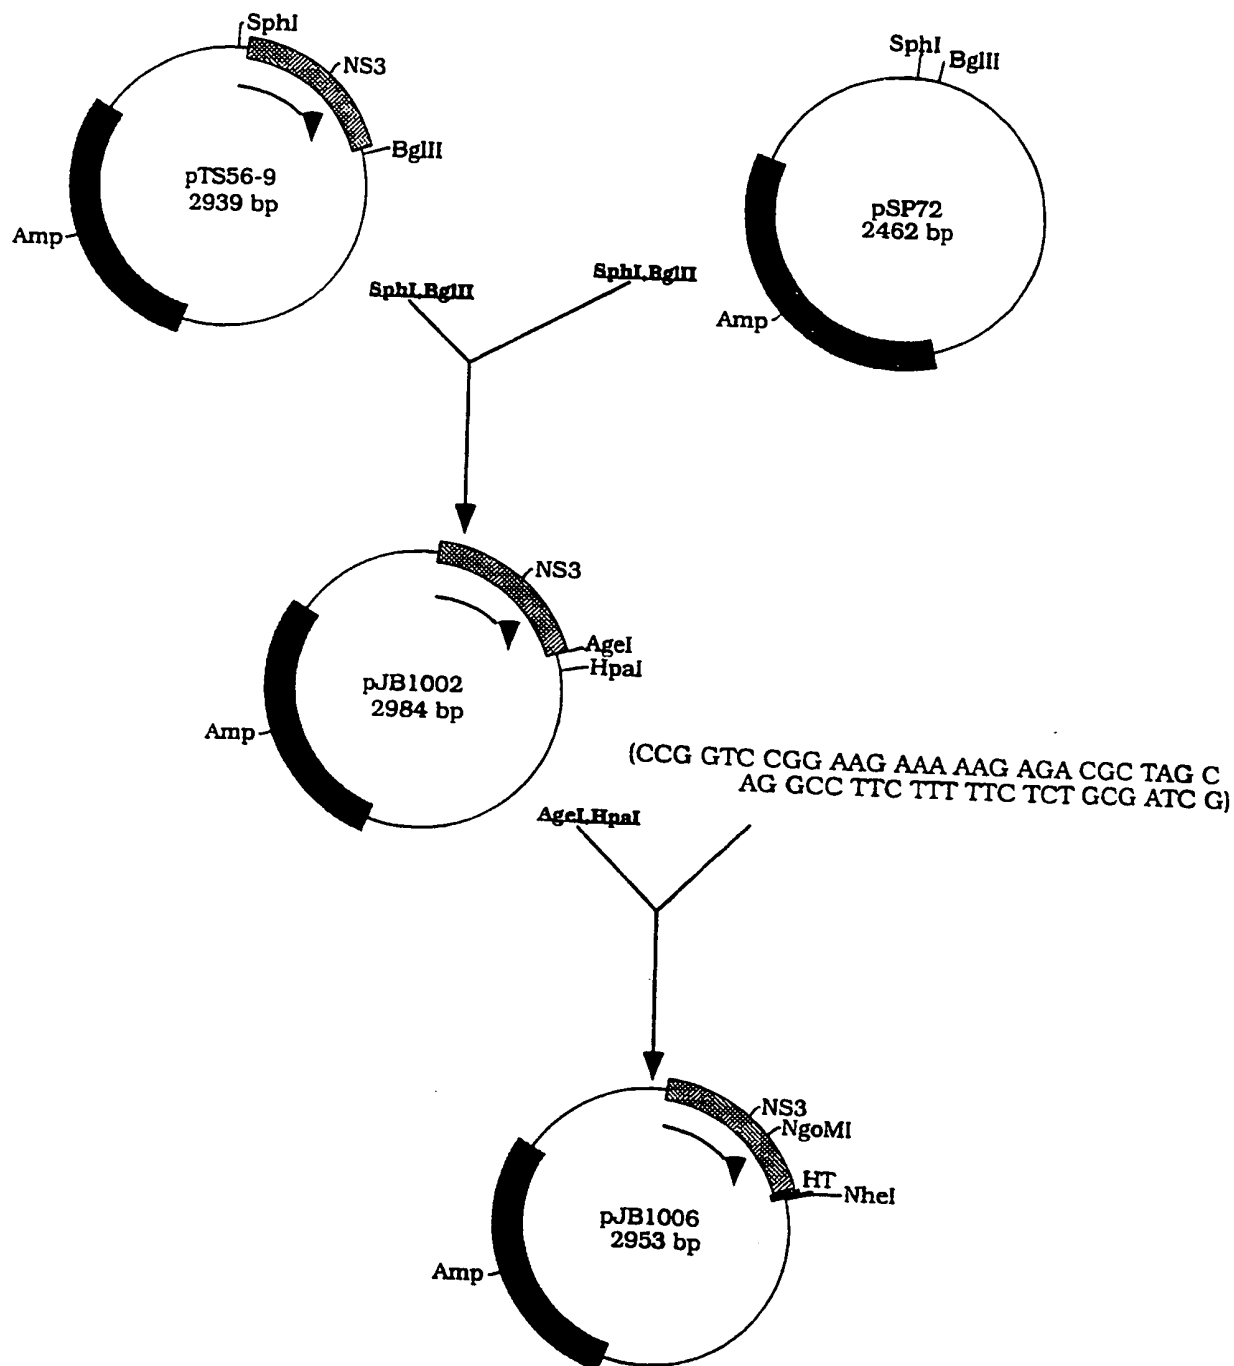 SphI
NS3
BglII
pTS56-9
2939 bp
Amp
SphI
BglII
pSP72
2462 bp
Amp
SphI,BglII
SphI,BglII
NS3
AgeI
HpaI
pJB1002
2984 bp
Amp
(CCG GTC CGG AAG AAA AAG AGA CGC TAG C
AG GCC TTC TTT TTC TCT GCG ATC G)
AgeI,HpaI
NS3
NgoMI
HT
NheI
pJB1006
2953 bp
Amp